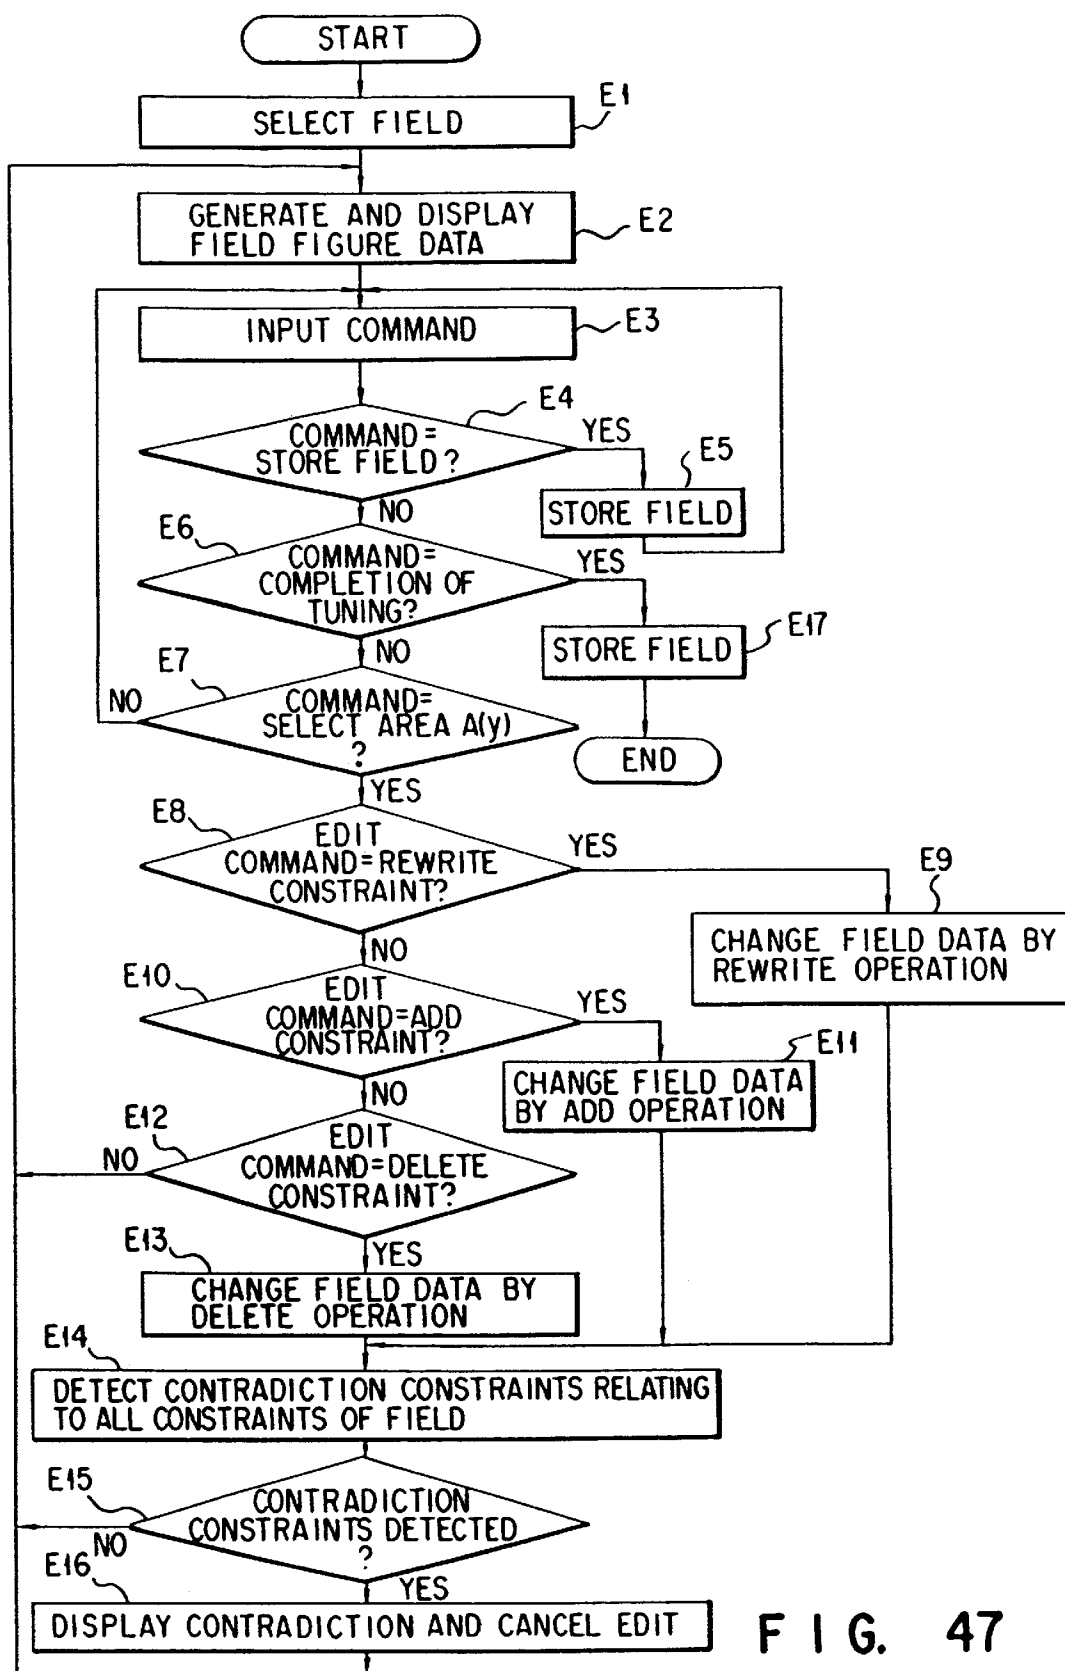 START
E1
SELECT FIELD
GENERATE AND DISPLAY
FIELD FIGURE DATA
E2
INPUT COMMAND
E3
E4
COMMAND=
STORE FIELD?
YES
E5
STORE FIELD
NO
E6
COMMAND=
COMPLETION OF
TUNING?
YES
E17
STORE FIELD
NO
E7
NO
COMMAND=
SELECT AREA A(y)
?
END
YES
E8
EDIT
COMMAND=REWRITE
CONSTRAINT?
YES
E9
CHANGE FIELD DATA BY
REWRITE OPERATION
NO
E10
EDIT
COMMAND=ADD
CONSTRAINT?
YES
E11
CHANGE FIELD DATA
BY ADD OPERATION
NO
E12
EDIT
COMMAND=DELETE
CONSTRAINT?
NO
YES
E13
CHANGE FIELD DATA BY
DELETE OPERATION
E14
DETECT CONTRADICTION CONSTRAINTS RELATING
TO ALL CONSTRAINTS OF FIELD
E15
CONTRADICTION
CONSTRAINTS DETECTED
?
NO
YES
E16
DISPLAY CONTRADICTION AND CANCEL EDIT
FIG. 47